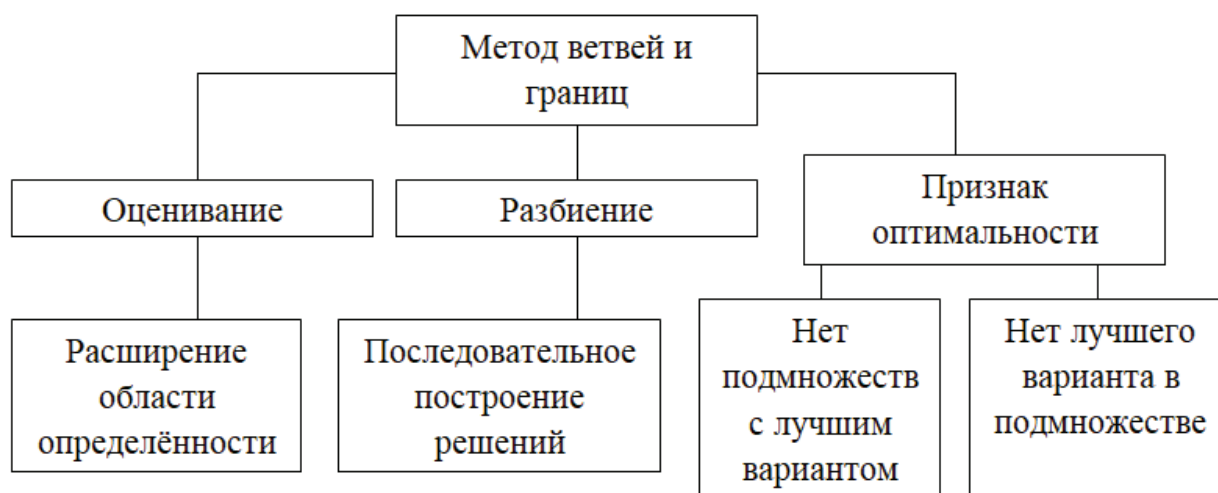 Метод ветвей и
границ
Оценивание
Разбиение
Признак
оптимальности
Расширение
области
определённости
Последовательное
построение
решений
Нет
подмножеств
с лучшим
вариантом
Нет лучшего
варианта в
подмножестве